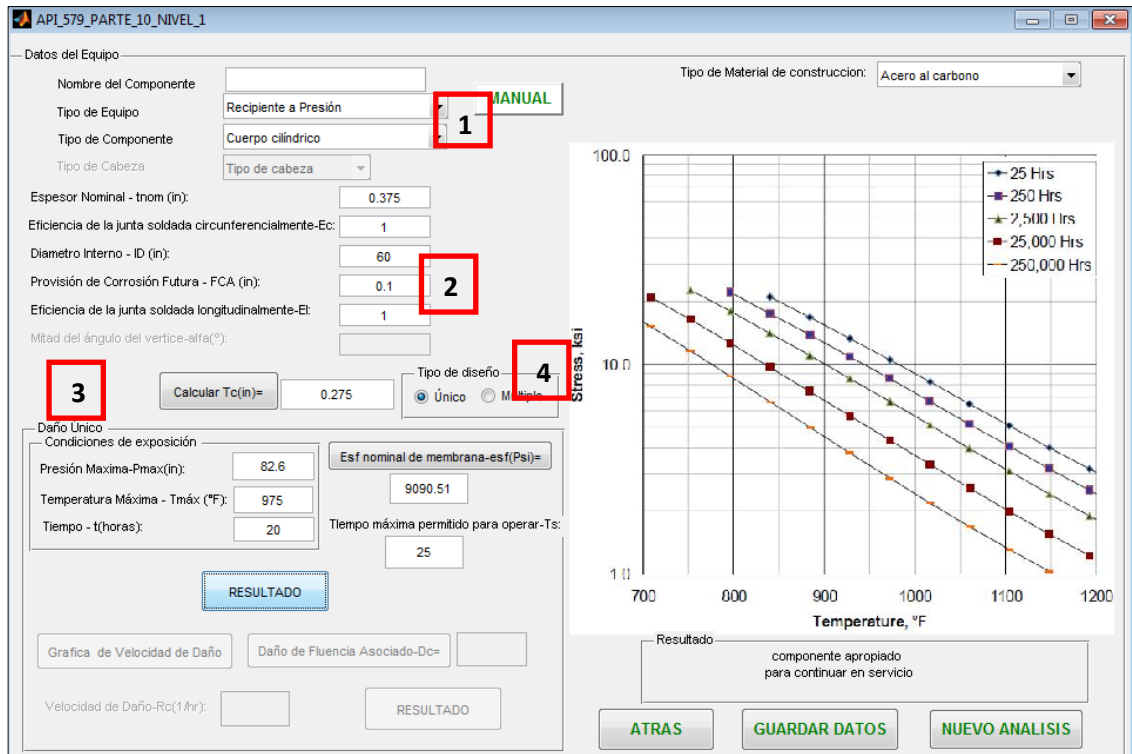 API_579_PARTE_10_NIVEL_1
Datos del Equipo
Nombre del Componente
Tipo de Equipo
Recipiente a Presión
Tipo de Componente
Cuerpo cilíndrico
Tipo de Cabeza
Tipo de cabeza
MANUAL
1
Tipo de Material de construccion:
Acero al carbono
Espesor Nominal - tnom (in):
0.375
Eficiencia de la junta soldada circunferencialmente-Ec:
1
Diametro Interno - ID (in):
60
Provisión de Corrosión Futura - FCA (in):
0.1
Eficiencia de la junta soldada longitudinalmente-El:
1
Mitad del ángulo del vertice-alfa(º):
2
3
Calcular Tc(in)=
0.275
Tipo de diseño
Único
Múltiple
4
Daño Unico
Condiciones de exposición
Presión Maxima-Pmax(in):
82.6
Temperatura Máxima - Tmáx (ºF):
975
Tiempo - t(horas):
20
Esf nominal de membrana-esf(Psi)=
9090.51
TIempo máxima permitido para operar-Ts:
25
RESULTADO
Grafica de Velocidad de Daño
Daño de Fluencia Asociado-Dc=
Velocidad de Daño-Rc(1/hr):
RESULTADO
100.0
10.0
1.0
Stress, ksi
700
800
900
1000
1100
1200
Temperature, °F
25 Hrs
250 Hrs
2,500 Hrs
25,000 Hrs
250,000 Hrs
Resultado
componente apropiado
para continuar en servicio
ATRAS
GUARDAR DATOS
NUEVO ANALISIS